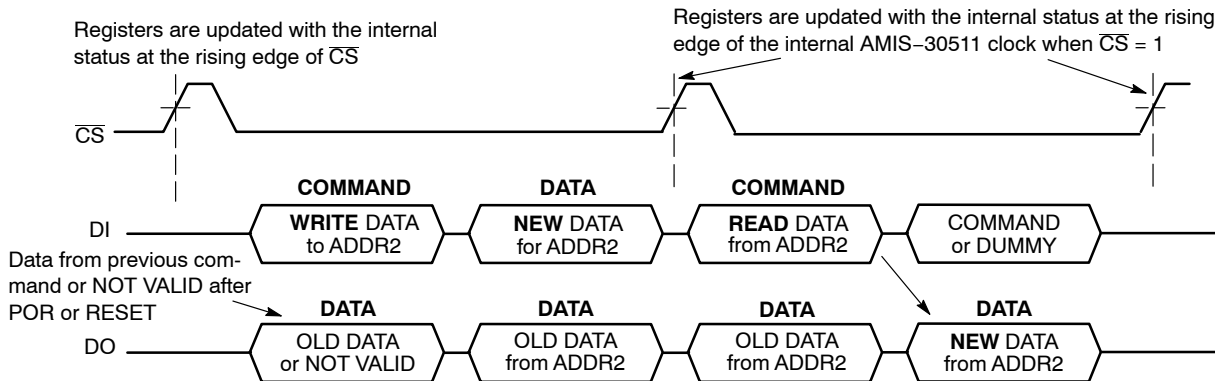 Registers are updated with the internal
status at the rising edge of C̅S̅
Registers are updated with the internal status at the rising
edge of the internal AMIS−30511 clock when C̅S̅ = 1
C̅S̅
COMMAND
DATA
COMMAND
DI
WRITE DATA
to ADDR2
NEW DATA
for ADDR2
READ DATA
from ADDR2
COMMAND
or DUMMY
Data from previous com-
mand or NOT VALID after
POR or RESET
DATA
DATA
DATA
DATA
DO
OLD DATA
or NOT VALID
OLD DATA
from ADDR2
OLD DATA
from ADDR2
NEW DATA
from ADDR2